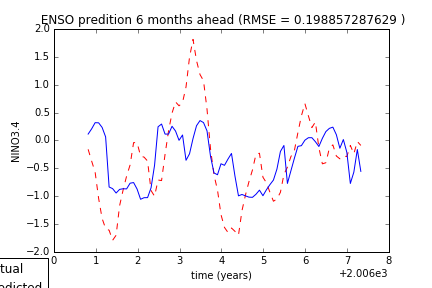 ENSO predition 6 months ahead (RMSE = 0.198857287629 )
2.0
1.5
1.0
0.5
0.0
−0.5
−1.0
−1.5
−2.0
NINO3.4
0 1 2 3 4 5 6 7 8
time (years)
+2.006e3
tual
edicted